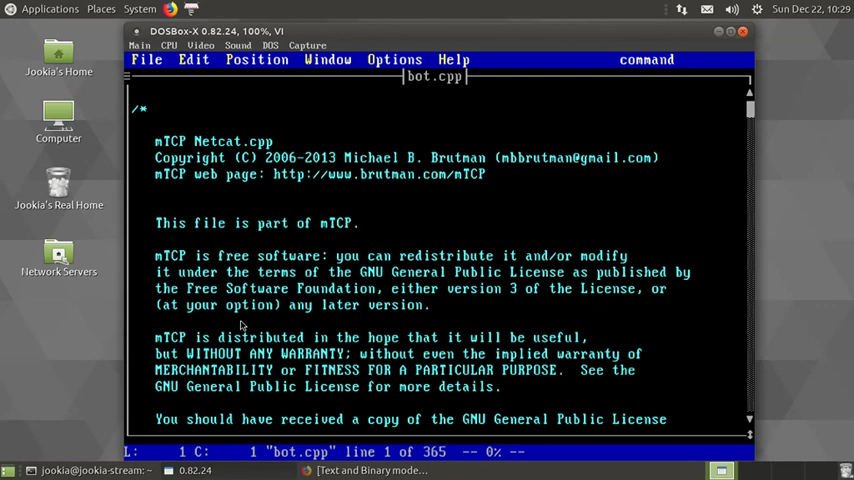 Applications Places System Sun Dec 22, 10:29
DOSBox-X 0.82.24, 100%, VI
Main CPU Video Sound DOS Capture
File Edit Position Window Options Help command
bot.cpp
/*
mTCP Netcat.cpp
Copyright (C) 2006-2013 Michael B. Brutman (mbbrutman@gmail.com)
mTCP web page: http://www.brutman.com/mTCP
This file is part of mTCP.
mTCP is free software: you can redistribute it and/or modify
it under the terms of the GNU General Public License as published by
the Free Software Foundation, either version 3 of the License, or
(at your option) any later version.
mTCP is distributed in the hope that it will be useful,
but WITHOUT ANY WARRANTY; without even the implied warranty of
MERCHANTABILITY or FITNESS FOR A PARTICULAR PURPOSE. See the
GNU General Public License for more details.
You should have received a copy of the GNU General Public License
L: 1 C: 1 "bot.cpp" line 1 of 365 -- 0% --
Jookia's Home
Computer
Jookia's Real Home
Network Servers
jookia@jookia-stream: ~ 0.82.24 [Text and Binary mode...